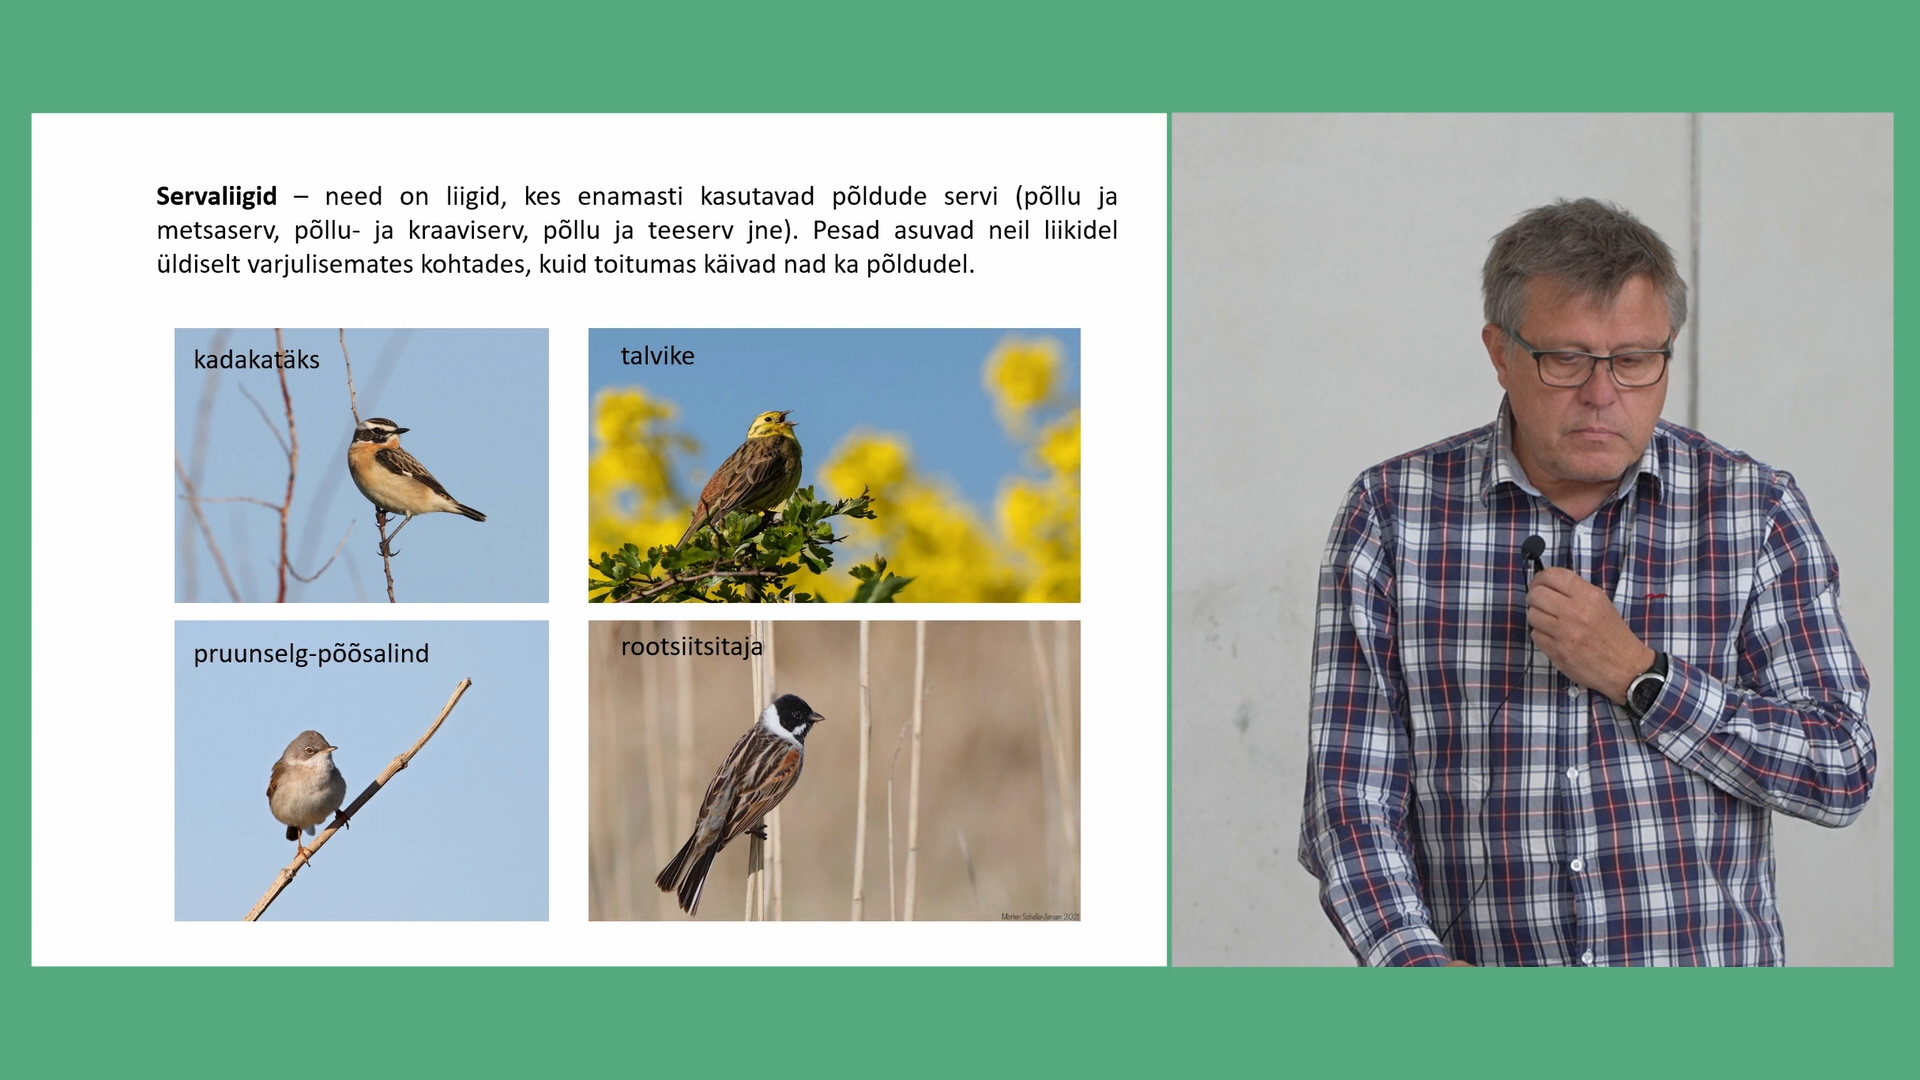 Servaliigid – need on liigid, kes enamasti kasutavad põldude servi (põllu ja
metsaserv, põllu- ja kraaviserv, põllu ja teeserv jne). Pesad asuvad neil liikidel
üldiselt varjulisemates kohtades, kuid toitumas käivad nad ka põldudel.
kadakatäks
talvike
pruunselg-põõsalind
rootsiitsitaja
2021